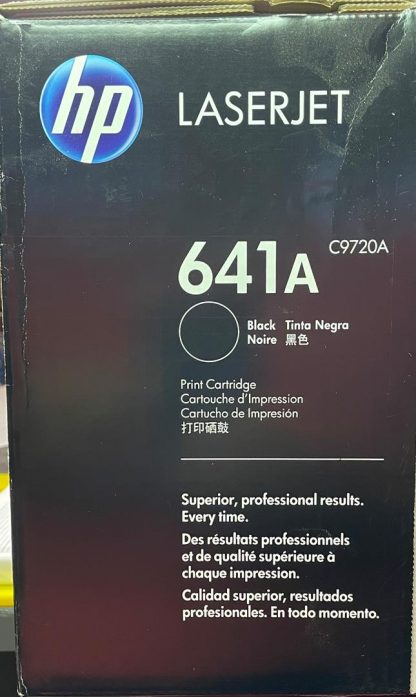 hp
LASERJET
641A C9720A
Black Tinta Negra
Noire 黑色
Print Cartridge
Cartouche d'Impression
Cartucho de Impresión
打印硒鼓
Superior, professional results.
Every time.
Des résultats professionnels
et de qualité supérieure à
chaque impression.
Calidad superior, resultados
profesionales. En todo momento.